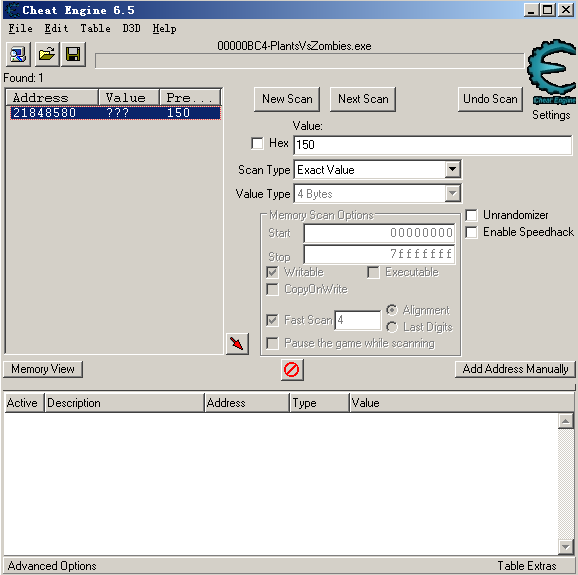 Cheat Engine 6.5
File Edit Table D3D Help
00000BC4-PlantsVsZombies.exe
Found: 1
Address Value Pre...
21848580 ??? 150
New Scan Next Scan Undo Scan
Cheat Engine
Settings
Value:
Hex 150
Scan Type Exact Value
Value Type 4 Bytes
Memory Scan Options
Start 00000000
Stop 7fffffff
Writable Executable
CopyOnWrite
Fast Scan 4 Alignment
Last Digits
Pause the game while scanning
Unrandomizer
Enable Speedhack
Memory View Add Address Manually
Active Description Address Type Value
Advanced Options Table Extras